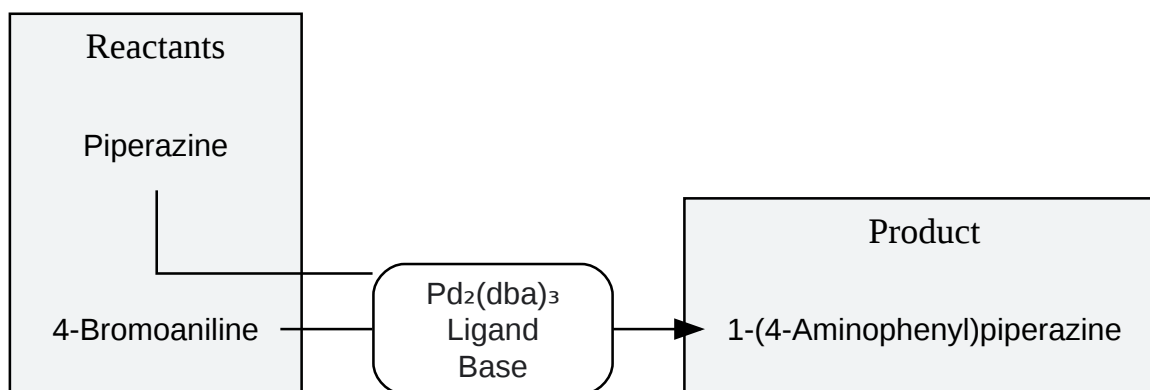 Reactants
Piperazine
4-Bromoaniline
Pd₂(dba)₃
Ligand
Base
Product
1-(4-Aminophenyl)piperazine